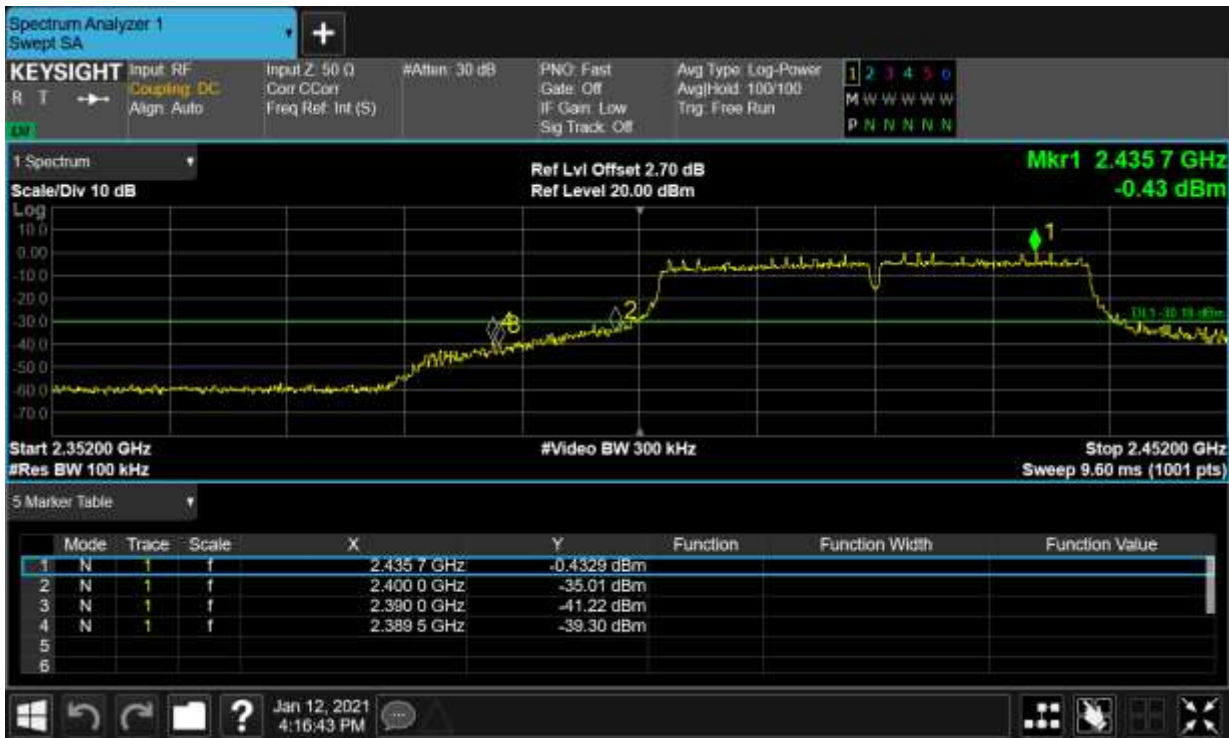 Spectrum Analyzer 1
Swept SA
+
KEYSIGHT Input: RF Input Z: 50 Ω #Atten: 30 dB PNO: Fast Avg Type: Log-Power 1 2 3 4 5 6
R T Coupling: DC Corr CCorr Gate: Off Avg|Hold: 100/100 M W W W W W
Align: Auto Freq Ref: Int (S) IF Gain: Low Trig: Free Run
Sig Track: Off P N N N N N
1 Spectrum
Ref Lvl Offset 2.70 dB Mkr1 2.435 7 GHz
Scale/Div 10 dB Ref Level 20.00 dBm -0.43 dBm
Log
10.0
0.00
-10.0
-20.0
-30.0
-40.0
-50.0
-60.0
-70.0
1
2
DL1 -30.18 dBm
Start 2.35200 GHz #Video BW 300 kHz Stop 2.45200 GHz
#Res BW 100 kHz Sweep 9.60 ms (1001 pts)
5 Marker Table
Mode Trace Scale X Y Function Function Width Function Value
1 N 1 f 2.435 7 GHz -0.4329 dBm
2 N 1 f 2.400 0 GHz -35.01 dBm
3 N 1 f 2.390 0 GHz -41.22 dBm
4 N 1 f 2.389 5 GHz -39.30 dBm
5
6
? Jan 12, 2021
4:16:43 PM